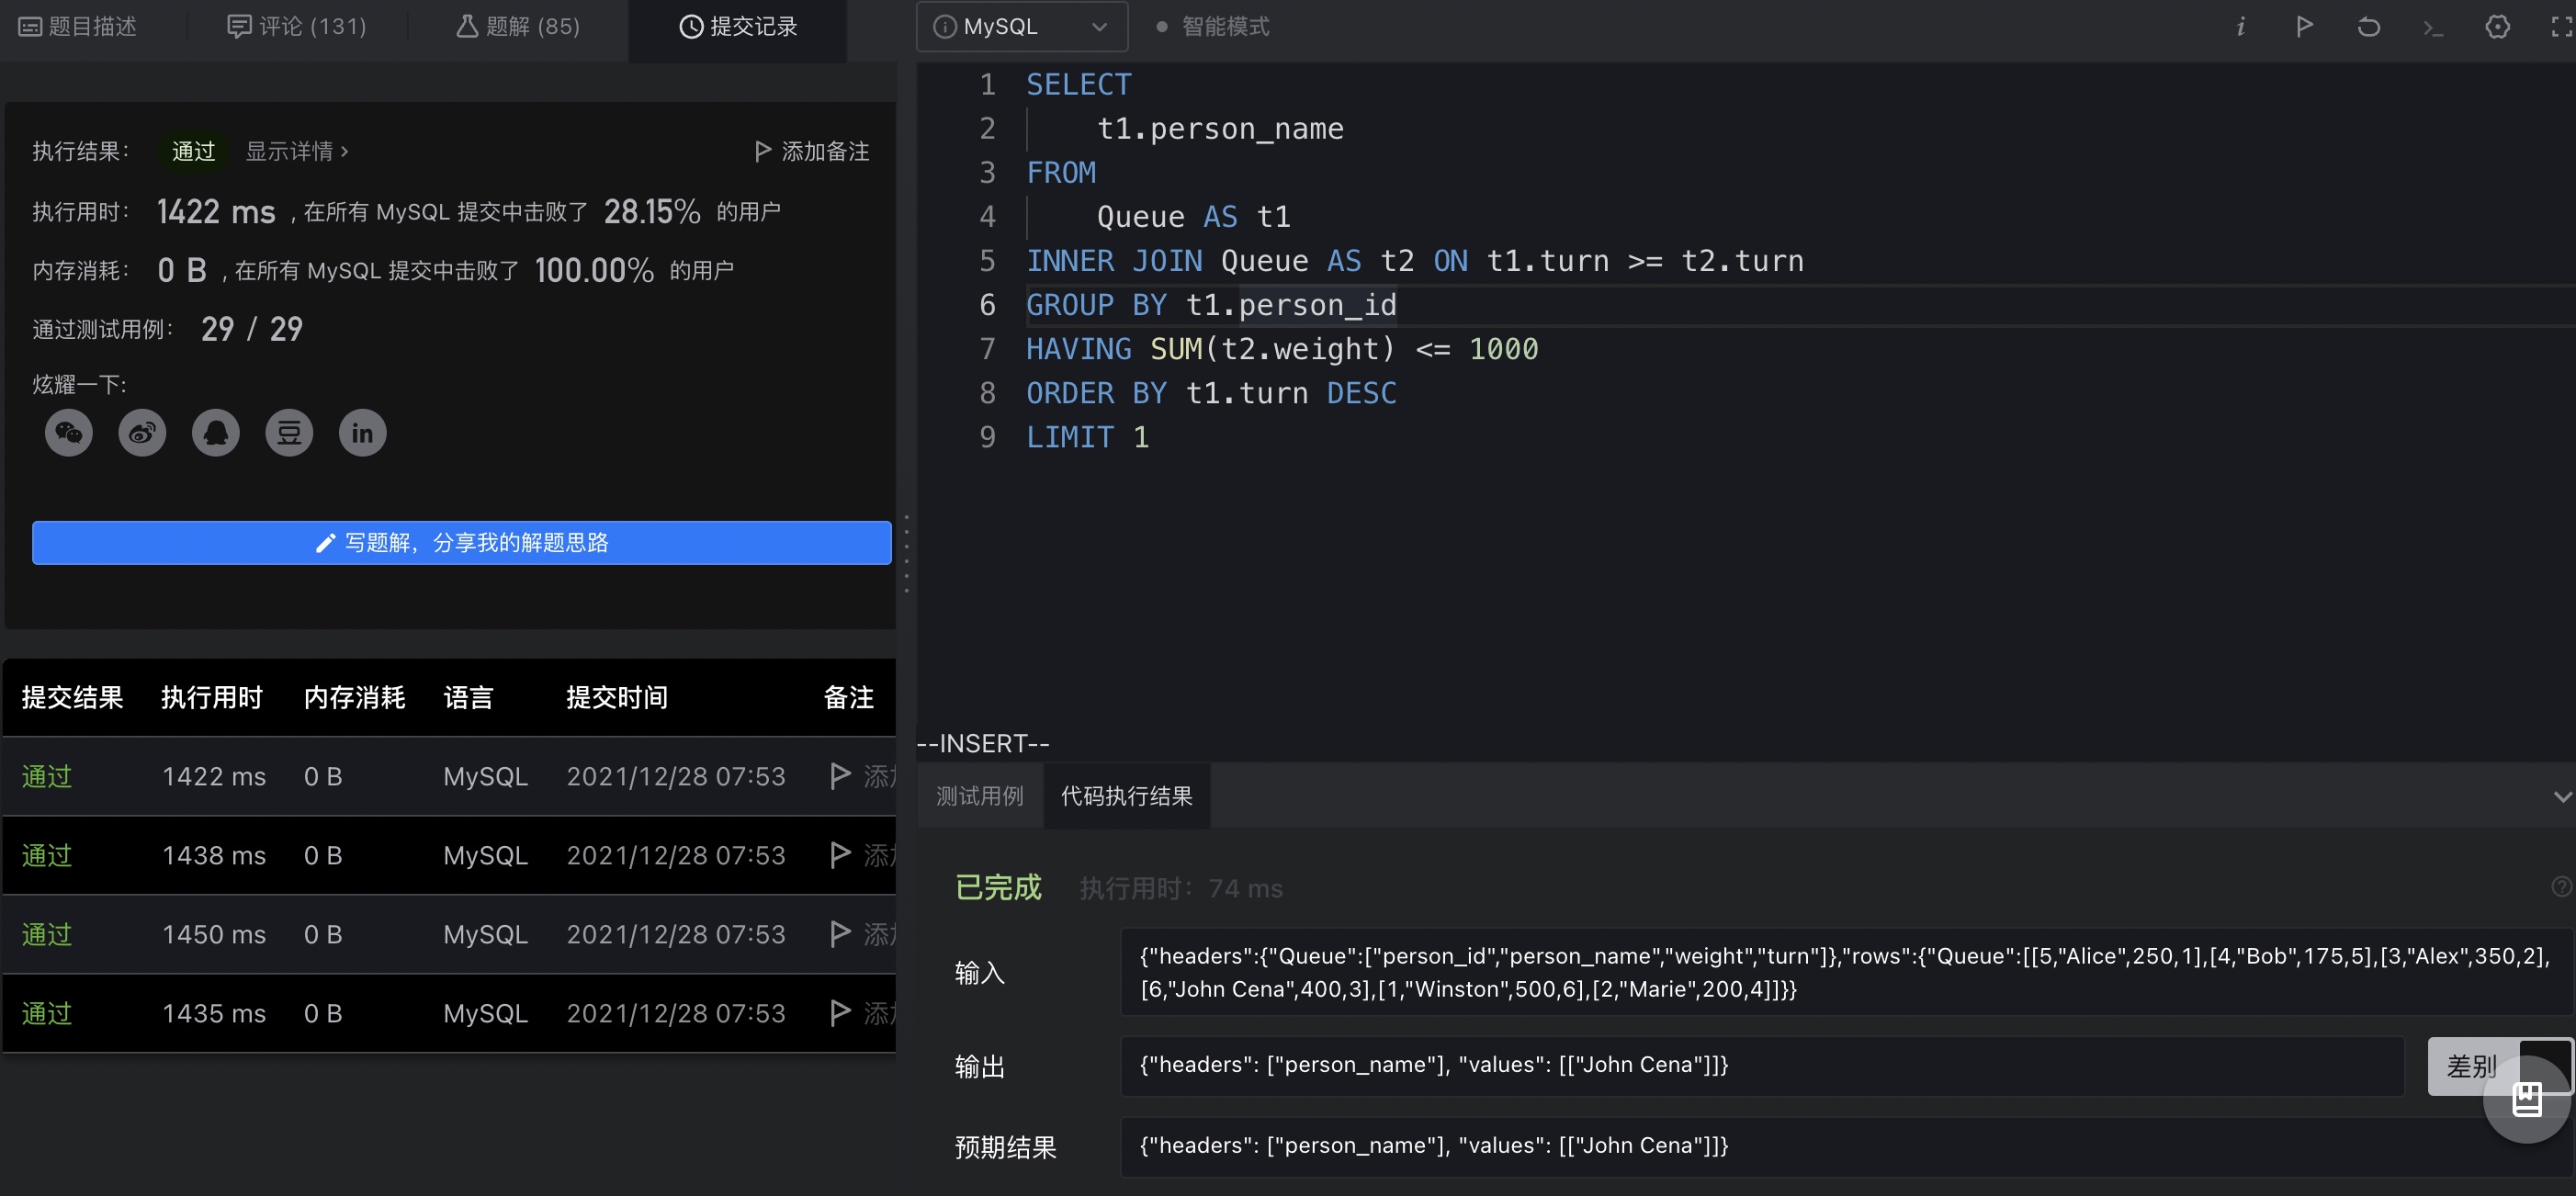 题目描述
评论 (131)
题解 (85)
提交记录
执行结果：
通过
显示详情 ›
添加备注
执行用时： 1422 ms , 在所有 MySQL 提交中击败了 28.15% 的用户
内存消耗： 0 B , 在所有 MySQL 提交中击败了 100.00% 的用户
通过测试用例： 29 / 29
炫耀一下:
写题解，分享我的解题思路
提交结果 执行用时 内存消耗 语言 提交时间 备注
通过 1422 ms 0 B MySQL 2021/12/28 07:53
通过 1438 ms 0 B MySQL 2021/12/28 07:53
通过 1450 ms 0 B MySQL 2021/12/28 07:53
通过 1435 ms 0 B MySQL 2021/12/28 07:53
MySQL
智能模式
1 SELECT
2 t1.person_name
3 FROM
4 Queue AS t1
5 INNER JOIN Queue AS t2 ON t1.turn >= t2.turn
6 GROUP BY t1.person_id
7 HAVING SUM(t2.weight) <= 1000
8 ORDER BY t1.turn DESC
9 LIMIT 1
--INSERT--
测试用例
代码执行结果
已完成
执行用时：74 ms
输入
{"headers":{"Queue":["person_id","person_name","weight","turn"]},"rows":{"Queue":[[5,"Alice",250,1],[4,"Bob",175,5],[3,"Alex",350,2],
[6,"John Cena",400,3],[1,"Winston",500,6],[2,"Marie",200,4]]}}
输出
{"headers": ["person_name"], "values": [["John Cena"]]}
差别
预期结果
{"headers": ["person_name"], "values": [["John Cena"]]}